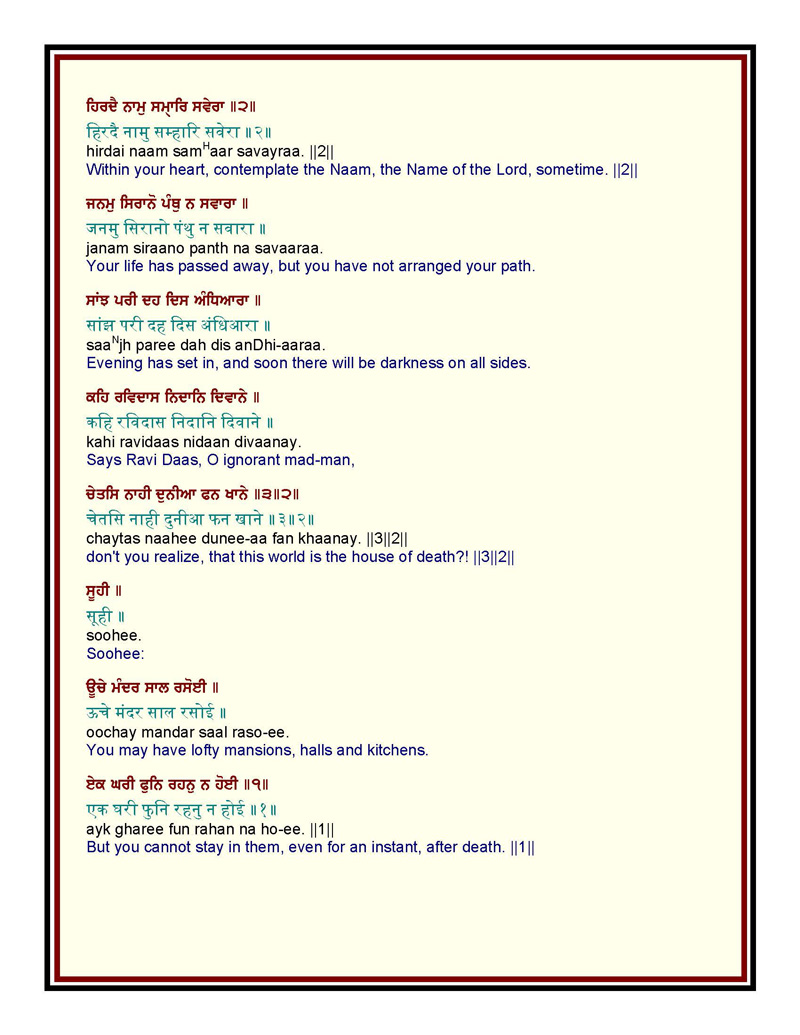 ਹਿਰਦੈ ਨਾਮੁ ਸਮ੍ਹਾਰਿ ਸਵੇਰਾ ॥੨॥
हिरदै नामु सम्हारि सवेरा ॥२॥
hirdai naam samHaar savayraa. ||2||
Within your heart, contemplate the Naam, the Name of the Lord, sometime. ||2||
ਜਨਮੁ ਸਿਰਾਨੋ ਪੰਥੁ ਨ ਸਵਾਰਾ ॥
जनमु सिरानो पंथु न सवारा ॥
janam siraano panth na savaaraa.
Your life has passed away, but you have not arranged your path.
ਸਾਂਝ ਪਰੀ ਦਹ ਦਿਸ ਅੰਧਿਆਰਾ ॥
सांझ परी दह दिस अंधिआरा ॥
saaNjh paree dah dis anDhi-aaraa.
Evening has set in, and soon there will be darkness on all sides.
ਕਹਿ ਰਵਿਦਾਸ ਨਿਦਾਨਿ ਦਿਵਾਨੇ ॥
कहि रविदास निदानि दिवाने ॥
kahi ravidaas nidaan divaanay.
Says Ravi Daas, O ignorant mad-man,
ਚੇਤਸਿ ਨਾਹੀ ਦੁਨੀਆ ਫਨ ਖਾਨੇ ॥੩॥੨॥
चेतसि नाही दुनीआ फन खाने ॥३॥२॥
chaytas naahee dunee-aa fan khaanay. ||3||2||
don't you realize, that this world is the house of death?! ||3||2||
ਸੂਹੀ ॥
सूही ॥
soohee.
Soohee:
ਊਚੇ ਮੰਦਰ ਸਾਲ ਰਸੋਈ ॥
ऊचे मंदर साल रसोई ॥
oochay mandar saal raso-ee.
You may have lofty mansions, halls and kitchens.
ਏਕ ਘਰੀ ਫੁਨਿ ਰਹਨੁ ਨ ਹੋਈ ॥੧॥
एक घरी फुनि रहनु न होई ॥१॥
ayk gharee fun rahan na ho-ee. ||1||
But you cannot stay in them, even for an instant, after death. ||1||